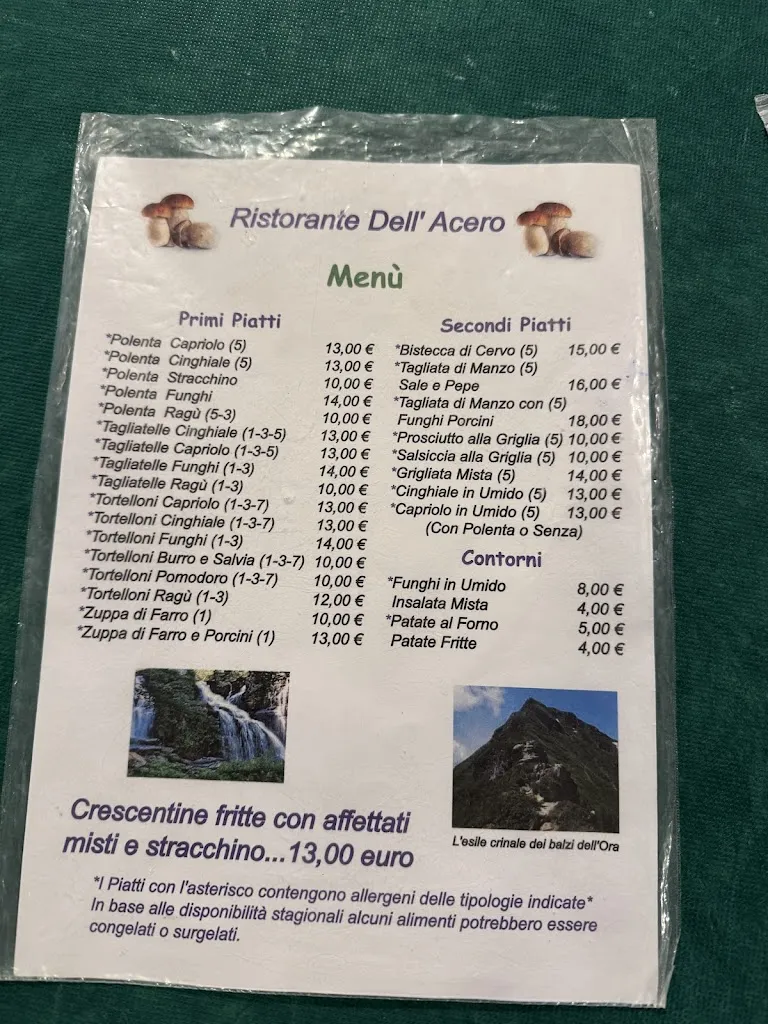 Ristorante Dell' Acero
Menù
Primi Piatti
*Polenta Capriolo (5) 13,00 €
*Polenta Cinghiale (5) 13,00 €
*Polenta Stracchino 10,00 €
*Polenta Funghi 14,00 €
*Polenta Ragù (5-3) 10,00 €
*Tagliatelle Cinghiale (1-3-5) 13,00 €
*Tagliatelle Capriolo (1-3-5) 13,00 €
*Tagliatelle Funghi (1-3) 14,00 €
*Tagliatelle Ragù (1-3) 10,00 €
*Tortelloni Capriolo (1-3-7) 13,00 €
*Tortelloni Cinghiale (1-3-7) 13,00 €
*Tortelloni Funghi (1-3) 14,00 €
*Tortelloni Burro e Salvia (1-3-7) 10,00 €
*Tortelloni Pomodoro (1-3-7) 10,00 €
*Tortelloni Ragù (1-3) 12,00 €
*Zuppa di Farro (1) 10,00 €
*Zuppa di Farro e Porcini (1) 13,00 €
Secondi Piatti
*Bistecca di Cervo (5) 15,00 €
*Tagliata di Manzo (5)
Sale e Pepe 16,00 €
*Tagliata di Manzo con (5)
Funghi Porcini 18,00 €
*Prosciutto alla Griglia (5) 10,00 €
*Salsiccia alla Griglia (5) 10,00 €
*Grigliata Mista (5) 14,00 €
*Cinghiale in Umido (5) 13,00 €
*Capriolo in Umido (5) 13,00 €
(Con Polenta o Senza)
Contorni
*Funghi in Umido 8,00 €
Insalata Mista 4,00 €
*Patate al Forno 5,00 €
Patate Fritte 4,00 €
L'esile crinale dei balzi dell'Ora
Crescentine fritte con affettati
misti e stracchino...13,00 euro
*I Piatti con l'asterisco contengono allergeni delle tipologie indicate*
In base alle disponibilità stagionali alcuni alimenti potrebbero essere
congelati o surgelati.